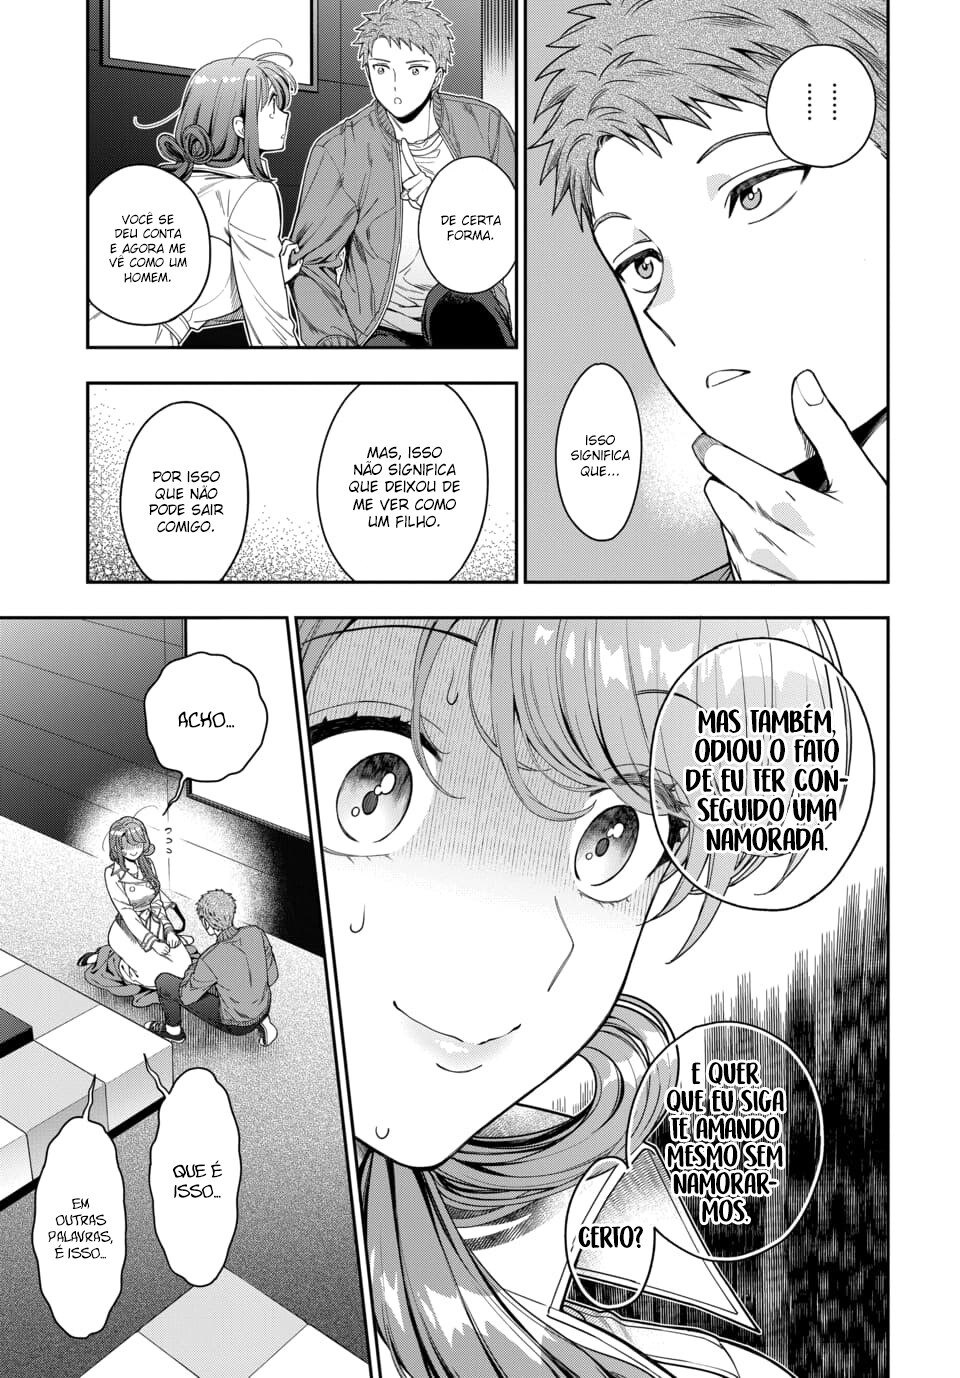 ......
......
ISSO
SIGNIFICA
QUE...
DE CERTA
FORMA.
VOCÊ SE
DEU CONTA
E AGORA ME
VÊ COMO UM
HOMEM.
MAS, ISSO
NÃO SIGNIFICA
QUE DEIXOU DE
ME VER COMO
UM FILHO.
POR ISSO
QUE NÃO
PODE SAIR
COMIGO.
MAS TAMBÉM,
ODIOU O FATO
DE EU TER CON-
SEGUIDO UMA
NAMORADA.
E QUER
QUE EU SIGA
TE AMANDO
MESMO SEM
NAMORAR-
MOS.
CERTO?
ACHO...
QUE É
ISSO...
EM
OUTRAS
PALAVRAS,
É ISSO...